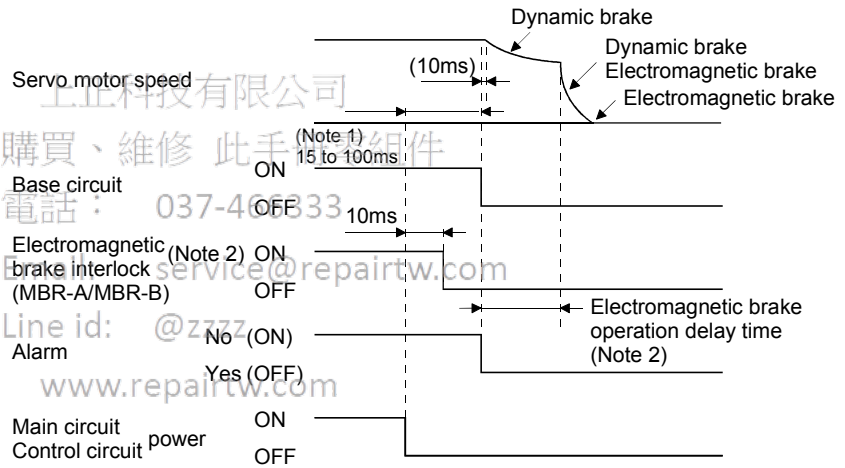 Dynamic brake
Dynamic brake
Electromagnetic brake
Electromagnetic brake
(10ms)
Servo motor speed
上正科技有限公司
(Note 1)
15 to 100ms
購買、維修 此手冊零組件
Base circuit
ON
OFF
電話： 037-466333
10ms
Electromagnetic
brake interlock
(MBR-A/MBR-B)
(Note 2)
ON
OFF
Email: service@repairtw.com
Electromagnetic brake
operation delay time
(Note 2)
Line id: @zzzz
Alarm
No (ON)
Yes (OFF)
www.repairtw.com
Main circuit
Control circuit
power
ON
OFF